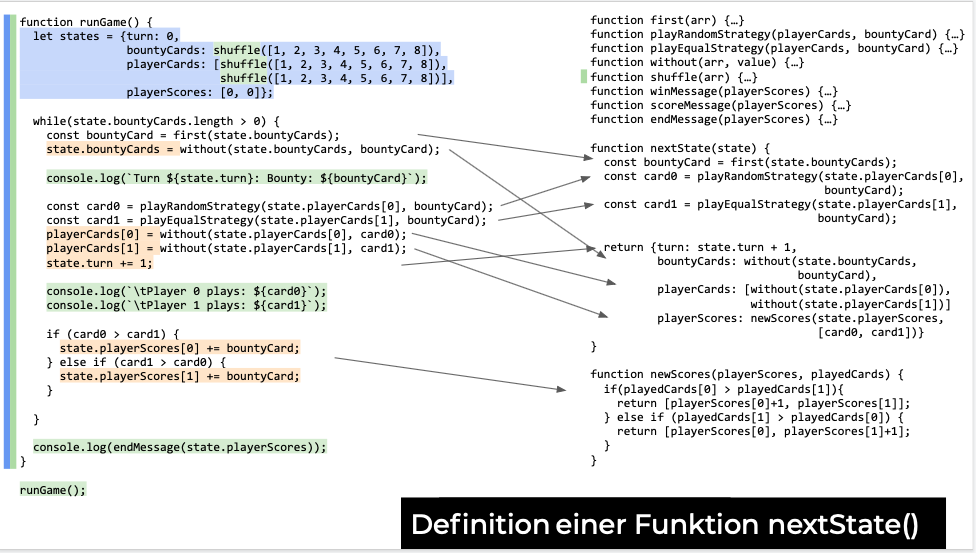 function runGame() {
let states = {turn: 0,
bountyCards: shuffle([1, 2, 3, 4, 5, 6, 7, 8]),
playerCards: [shuffle([1, 2, 3, 4, 5, 6, 7, 8]),
shuffle([1, 2, 3, 4, 5, 6, 7, 8])],
playerScores: [0, 0]};
while(state.bountyCards.length > 0) {
const bountyCard = first(state.bountyCards);
state.bountyCards = without(state.bountyCards, bountyCard);
console.log(`Turn ${state.turn}: Bounty: ${bountyCard}`);
const card0 = playRandomStrategy(state.playerCards[0], bountyCard);
const card1 = playEqualStrategy(state.playerCards[1], bountyCard);
playerCards[0] = without(state.playerCards[0], card0);
playerCards[1] = without(state.playerCards[1], card1);
state.turn += 1;
console.log(`\tPlayer 0 plays: ${card0}`);
console.log(`\tPlayer 1 plays: ${card1}`);
if (card0 > card1) {
state.playerScores[0] += bountyCard;
} else if (card1 > card0) {
state.playerScores[1] += bountyCard;
}
}
console.log(endMessage(state.playerScores));
}
runGame();
function first(arr) {…}
function playRandomStrategy(playerCards, bountyCard) {…}
function playEqualStrategy(playerCards, bountyCard) {…}
function without(arr, value) {…}
function shuffle(arr) {…}
function winMessage(playerScores) {…}
function scoreMessage(playerScores) {…}
function endMessage(playerScores) {…}
function nextState(state) {
const bountyCard = first(state.bountyCards);
const card0 = playRandomStrategy(state.playerCards[0],
bountyCard);
const card1 = playEqualStrategy(state.playerCards[1],
bountyCard);
return {turn: state.turn + 1,
bountyCards: without(state.bountyCards,
bountyCard),
playerCards: [without(state.playerCards[0]),
without(state.playerCards[1])]
playerScores: newScores(state.playerScores,
[card0, card1])}
}
function newScores(playerScores, playedCards) {
if(playedCards[0] > playedCards[1]){
return [playerScores[0]+1, playerScores[1]];
} else if (playedCards[1] > playedCards[0]) {
return [playerScores[0], playerScores[1]+1];
}
}
Definition einer Funktion nextState()